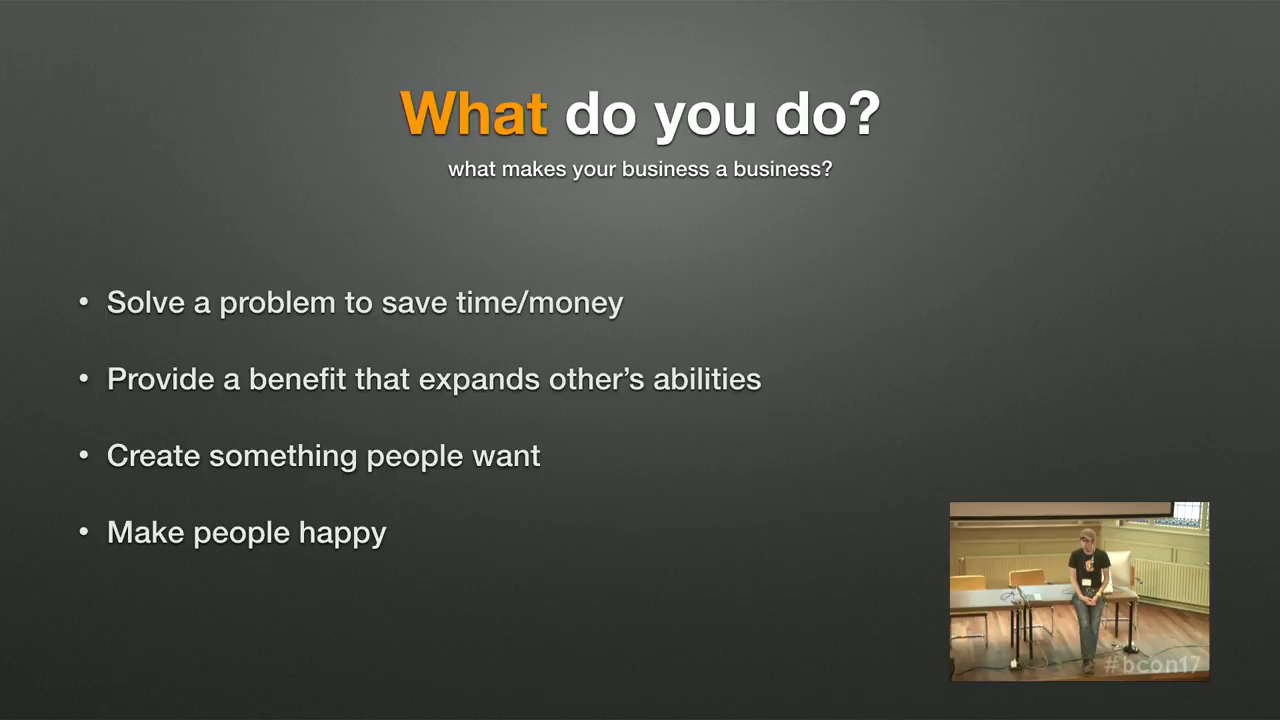 What do you do?
what makes your business a business?
• Solve a problem to save time/money
• Provide a benefit that expands other's abilities
• Create something people want
• Make people happy
#bcon17